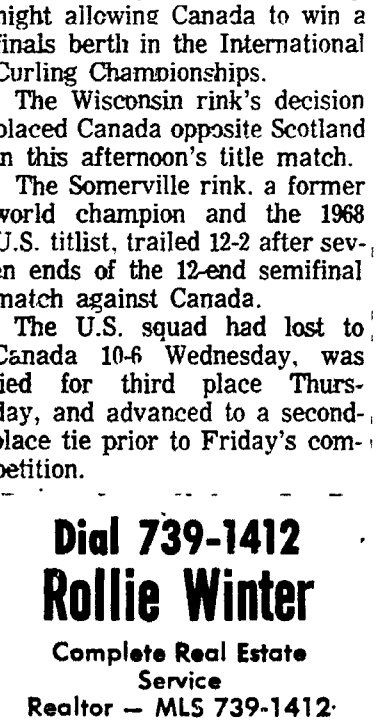 night allowing Canada to win a
finals berth in the International
Curling Championships.
The Wisconsin rink's decision
placed Canada opposite Scotland
in this afternoon's title match.
The Somerville rink. a former
world champion and the 1968
U.S. titlist, trailed 12-2 after sev-
en ends of the 12-end semifinal
match against Canada.
The U.S. squad had lost to
Canada 10-6 Wednesday, was
tied for third place Thurs-
day, and advanced to a second-
place tie prior to Friday's com-
petition.
Dial 739-1412
Rollie Winter
Complete Real Estate
Service
Realtor — MLS 739-1412